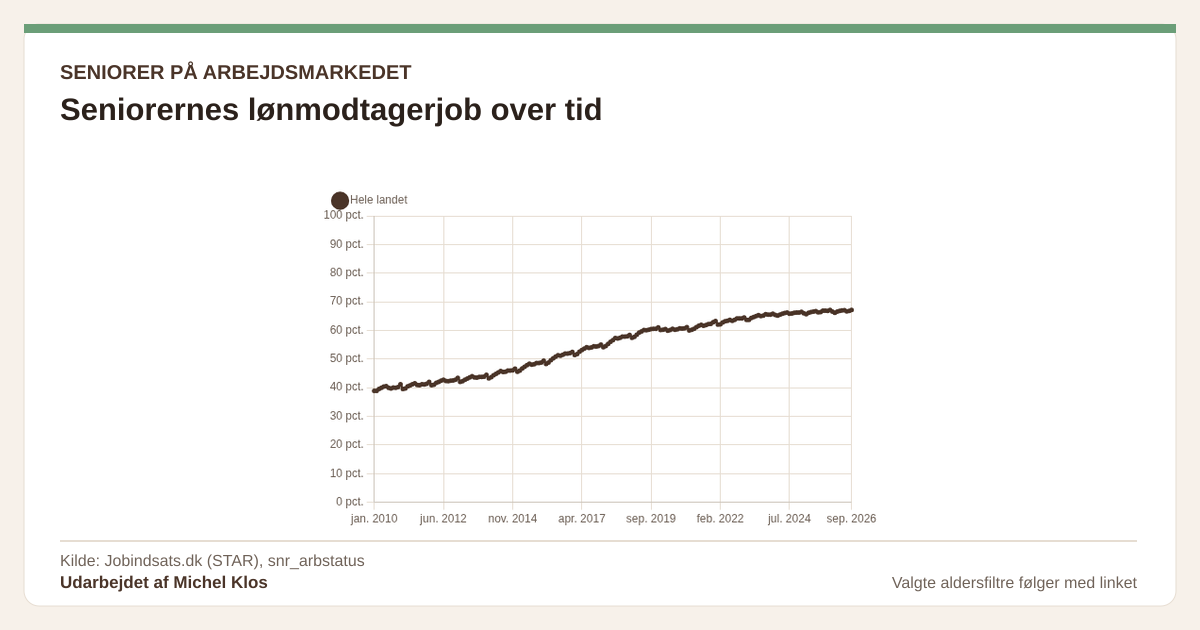 SENIORER PÅ ARBEJDSMARKEDET
Seniorernes lønmodtagerjob over tid
Hele landet
100 pct.
90 pct.
80 pct.
70 pct.
60 pct.
50 pct.
40 pct.
30 pct.
20 pct.
10 pct.
0 pct.
jan. 2010 jun. 2012 nov. 2014 apr. 2017 sep. 2019 feb. 2022 jul. 2024 sep. 2026
Kilde: Jobindsats.dk (STAR), snr_arbstatus
Udarbejdet af Michel Klos
Valgte aldersfiltre følger med linket